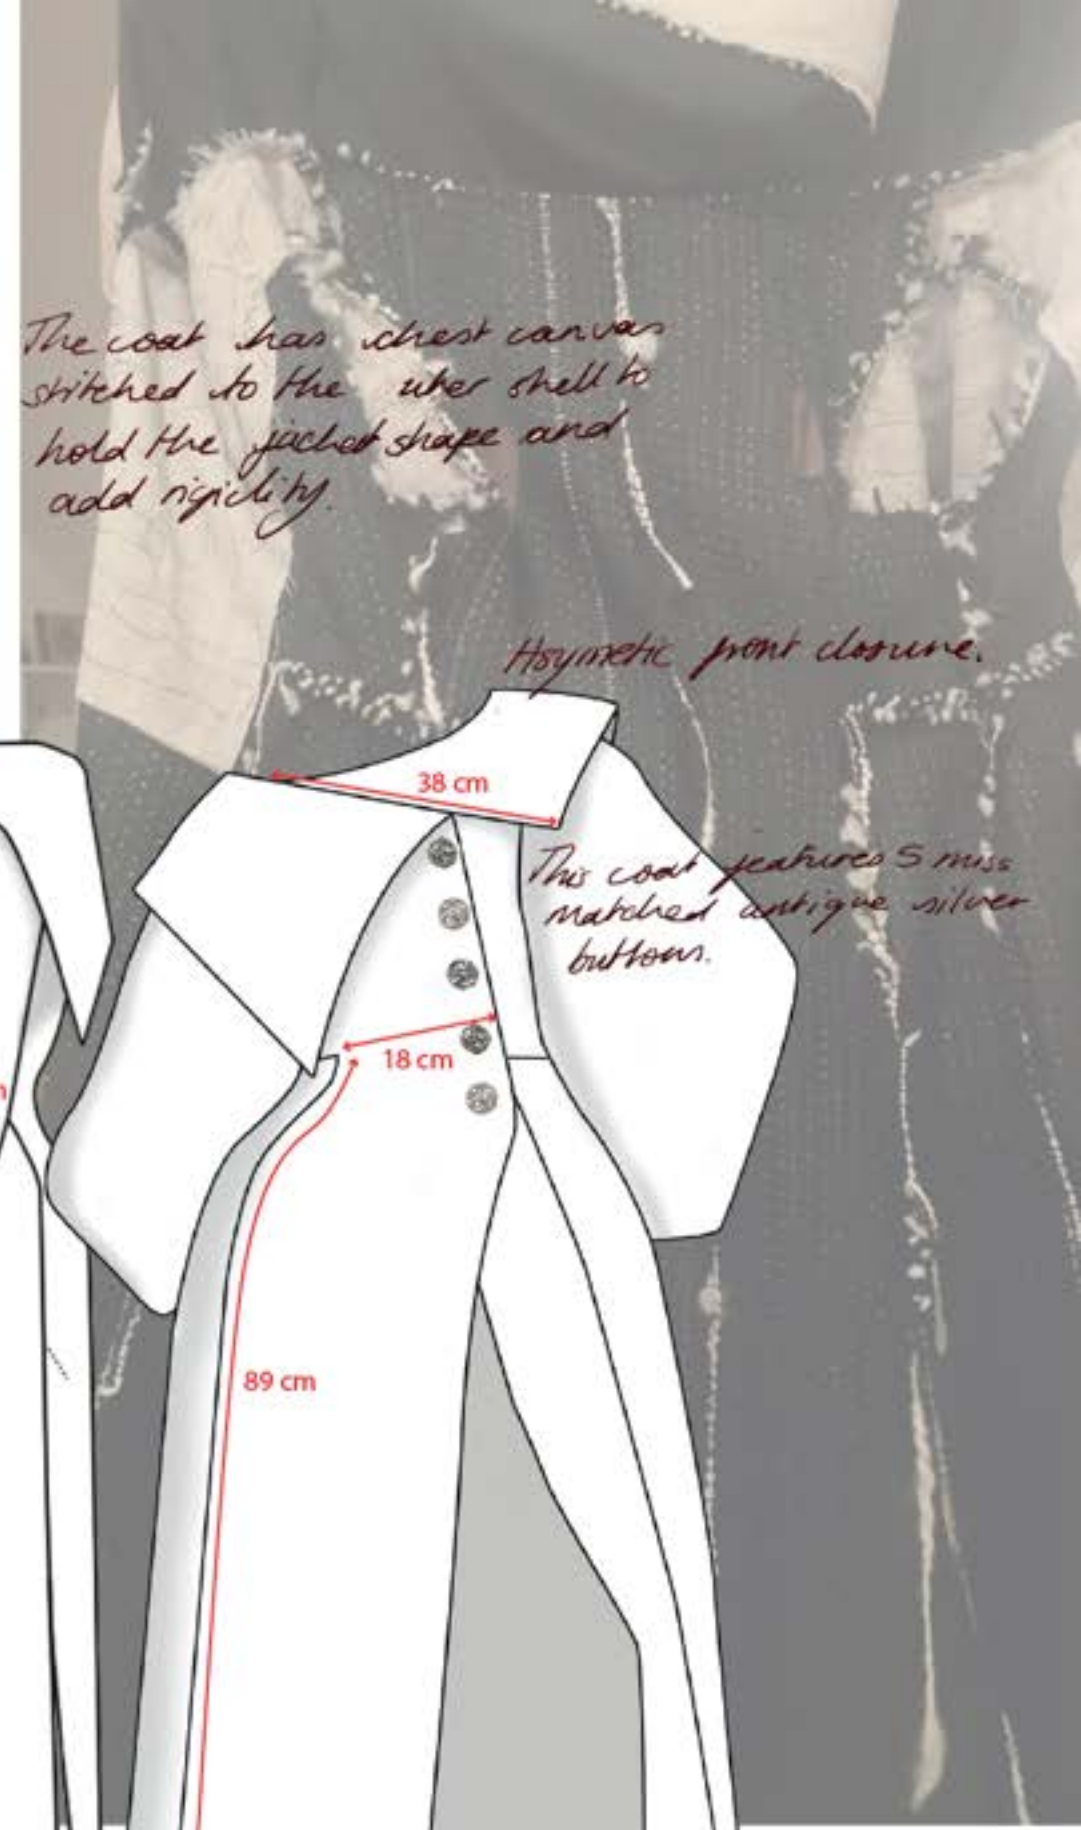 The coat has chest canvas
stitched to the uter shell to
hold the jacket shape and
add rigidity.
Asymetic front closure.
38 cm
This coat features 5 miss
matched antique silver
buttons.
18 cm
89 cm